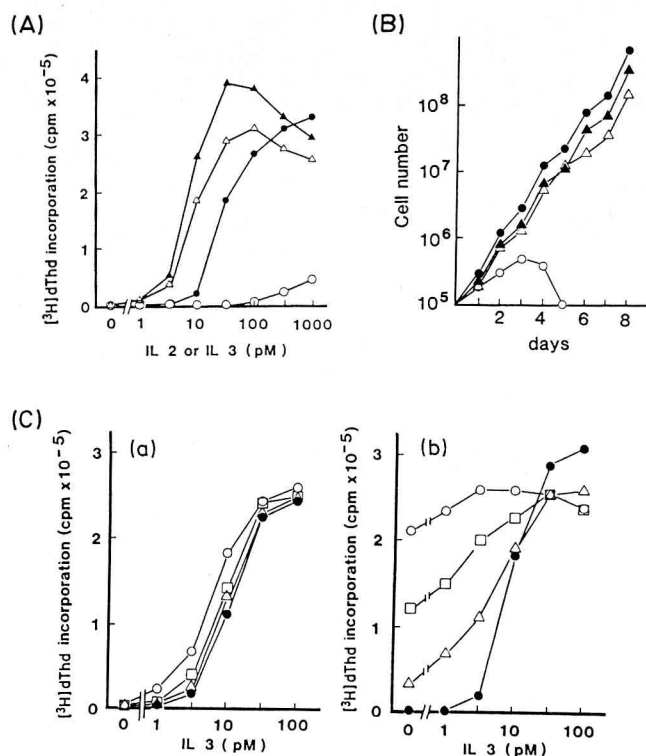 (A)
[³H]dThd incorporation (cpm x 10⁻⁵)
4
3
2
1
0
0 1 10 100 1000
IL 2 or IL 3 (pM)
(B)
Cell number
10⁸
10⁷
10⁶
10⁵
2 4 6 8
days
(C)
(a)
[³H]dThd incorporation (cpm x 10⁻⁵)
3
2
1
0
0 1 10 100
IL 3 (pM)
(b)
[³H]dThd incorporation (cpm x 10⁻⁵)
3
2
1
0
0 1 10 100
IL 3 (pM)